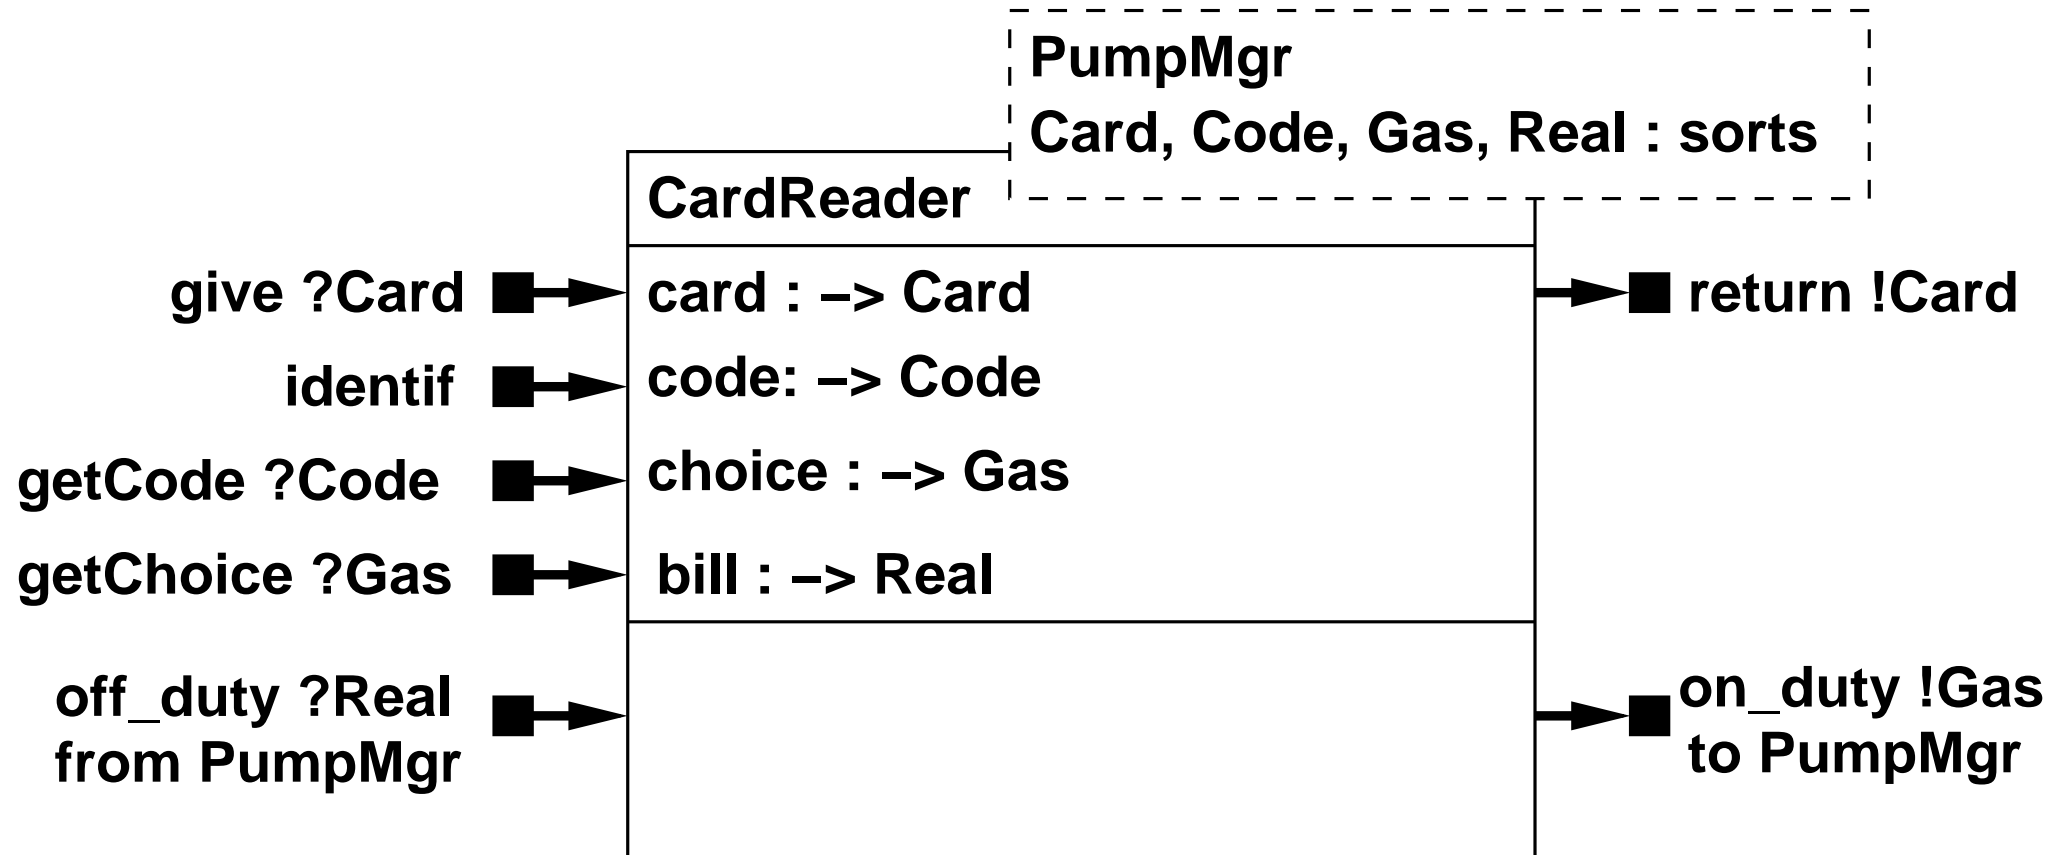 PumpMgr
Card, Code, Gas, Real : sorts
CardReader
give ?Card
card : –> Card
return !Card
identif
code: –> Code
getCode ?Code
choice : –> Gas
getChoice ?Gas
bill : –> Real
off_duty ?Real
from PumpMgr
on_duty !Gas
to PumpMgr